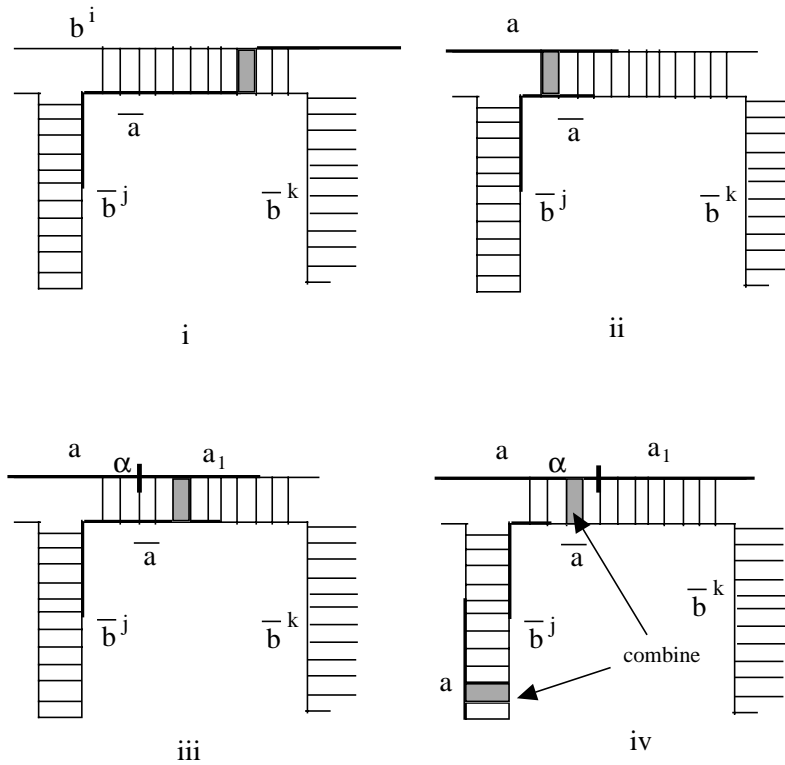 b^i
a̅
b̅^j
b̅^k
i
a
a̅
b̅^j
b̅^k
ii
a α a₁
a̅
b̅^j
b̅^k
iii
a α a₁
a̅
b̅^j
b̅^k
combine
a
iv